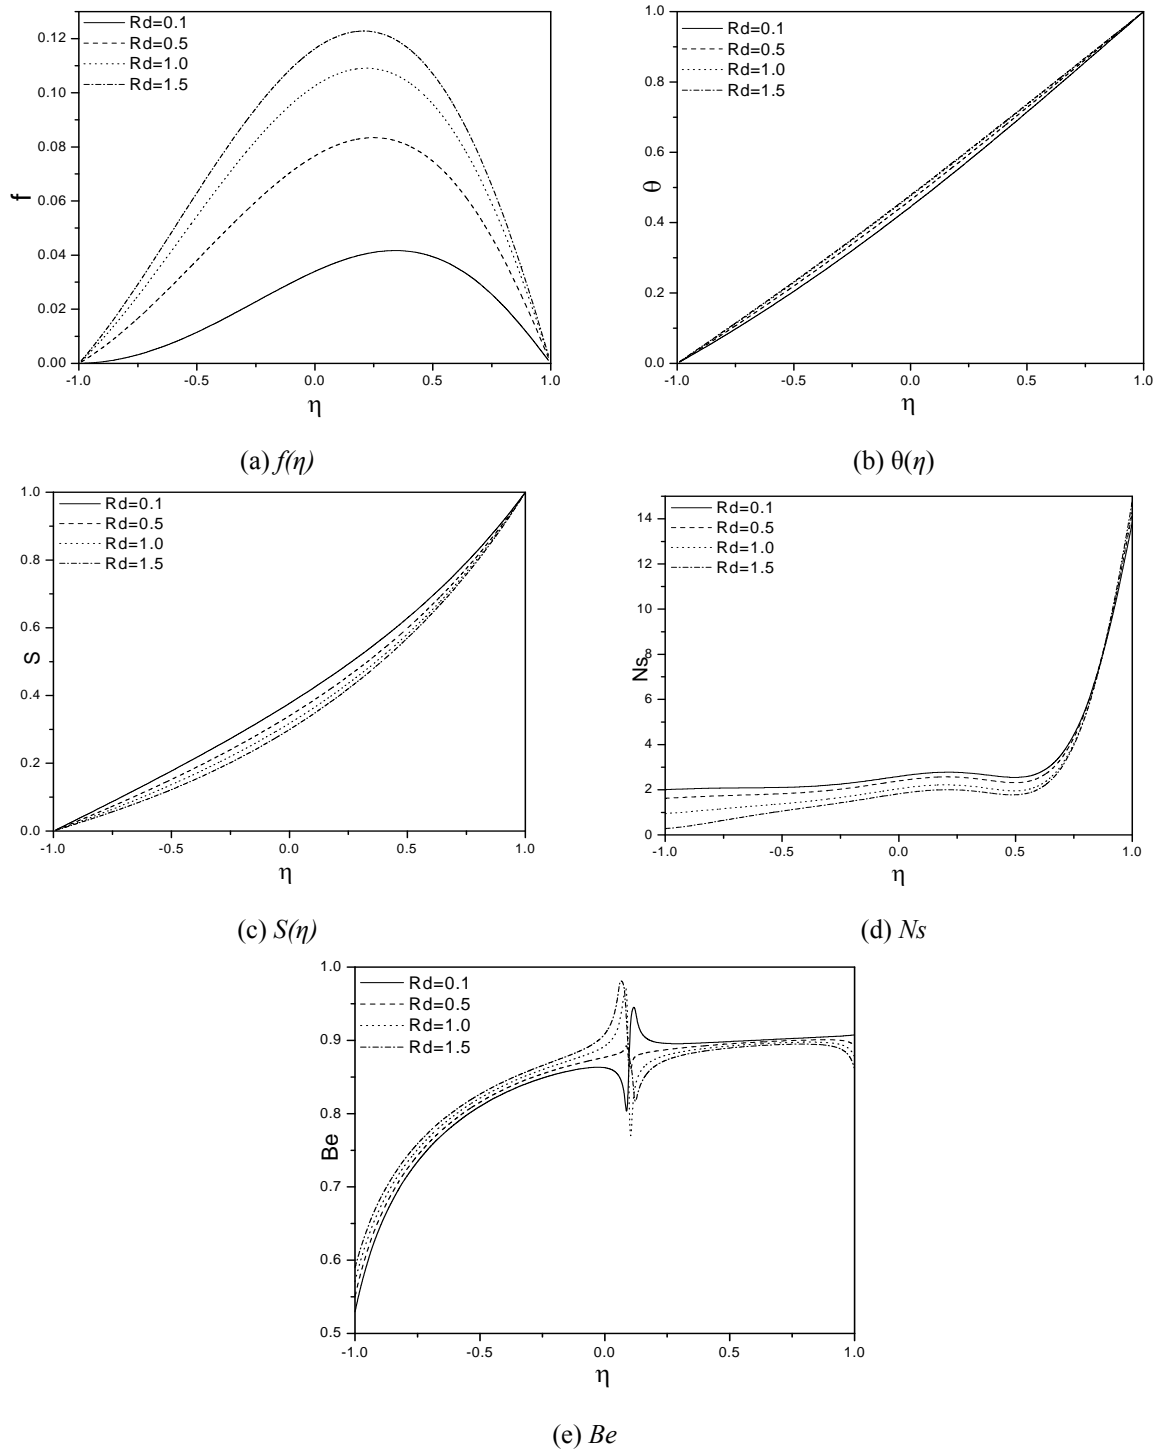 Rd=0.1
Rd=0.5
Rd=1.0
Rd=1.5
0.12
0.10
0.08
0.06
0.04
0.02
0.00
f
-1.0 -0.5 0.0 0.5 1.0
η
(a) f(η)
Rd=0.1
Rd=0.5
Rd=1.0
Rd=1.5
1.0
0.8
0.6
0.4
0.2
0.0
θ
-1.0 -0.5 0.0 0.5 1.0
η
(b) θ(η)
Rd=0.1
Rd=0.5
Rd=1.0
Rd=1.5
1.0
0.8
0.6
0.4
0.2
0.0
S
-1.0 -0.5 0.0 0.5 1.0
η
(c) S(η)
Rd=0.1
Rd=0.5
Rd=1.0
Rd=1.5
14
12
10
8
6
4
2
0
Ns
-1.0 -0.5 0.0 0.5 1.0
η
(d) Ns
Rd=0.1
Rd=0.5
Rd=1.0
Rd=1.5
1.0
0.9
0.8
0.7
0.6
0.5
Be
-1.0 -0.5 0.0 0.5 1.0
η
(e) Be